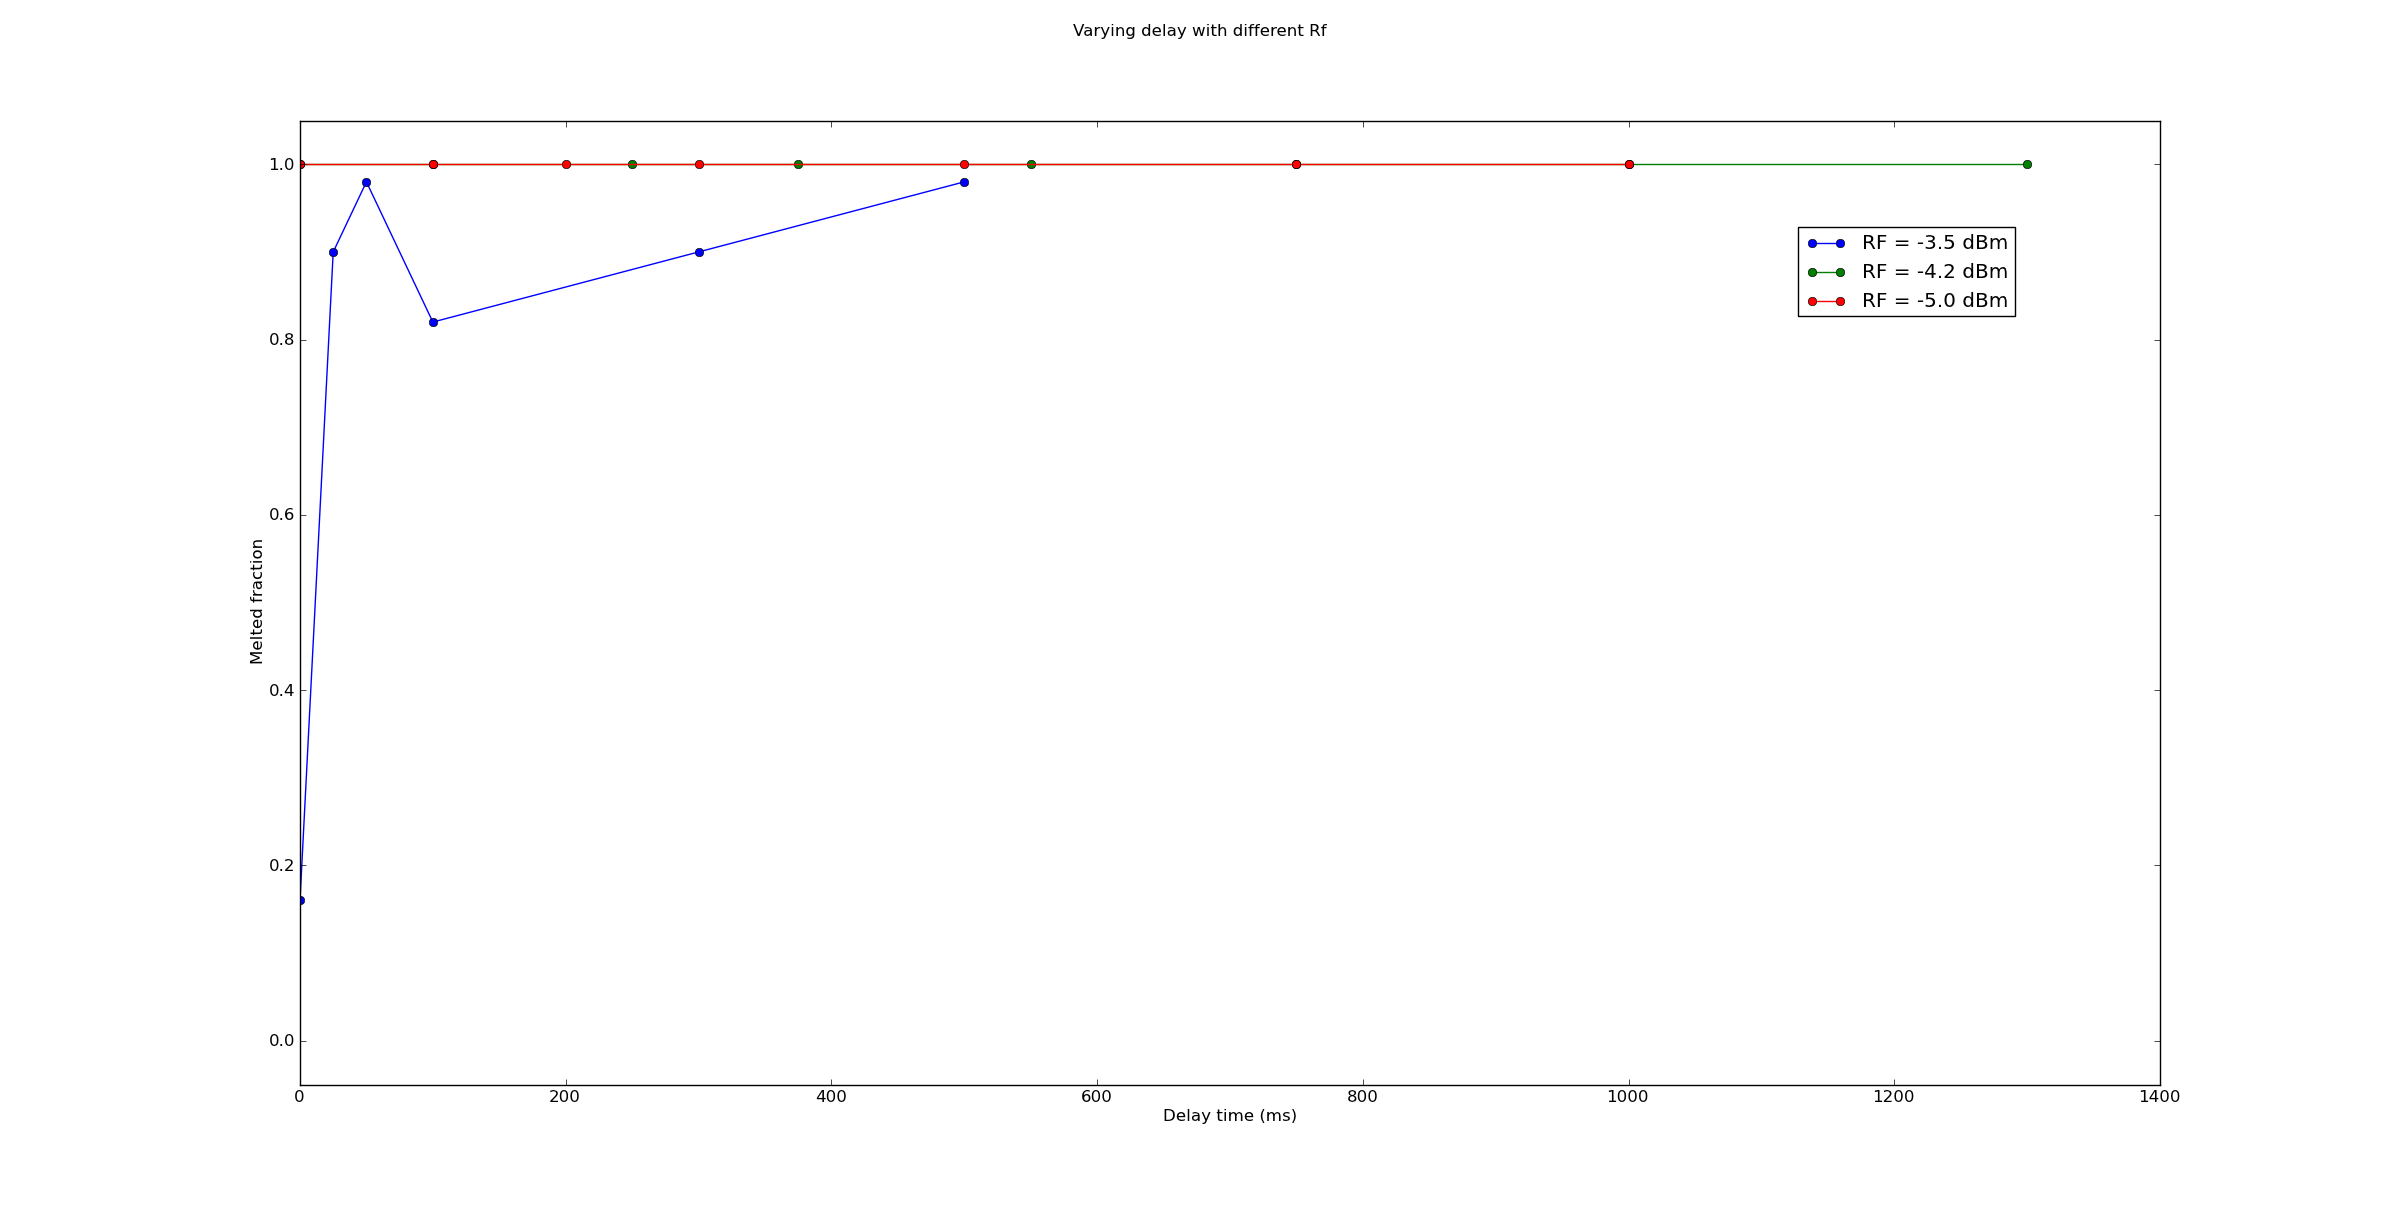 Varying delay with different Rf
1.0
0.8
0.6
0.4
0.2
0.0
Melted fraction
RF = -3.5 dBm
RF = -4.2 dBm
RF = -5.0 dBm
0 200 400 600 800 1000 1200 1400
Delay time (ms)